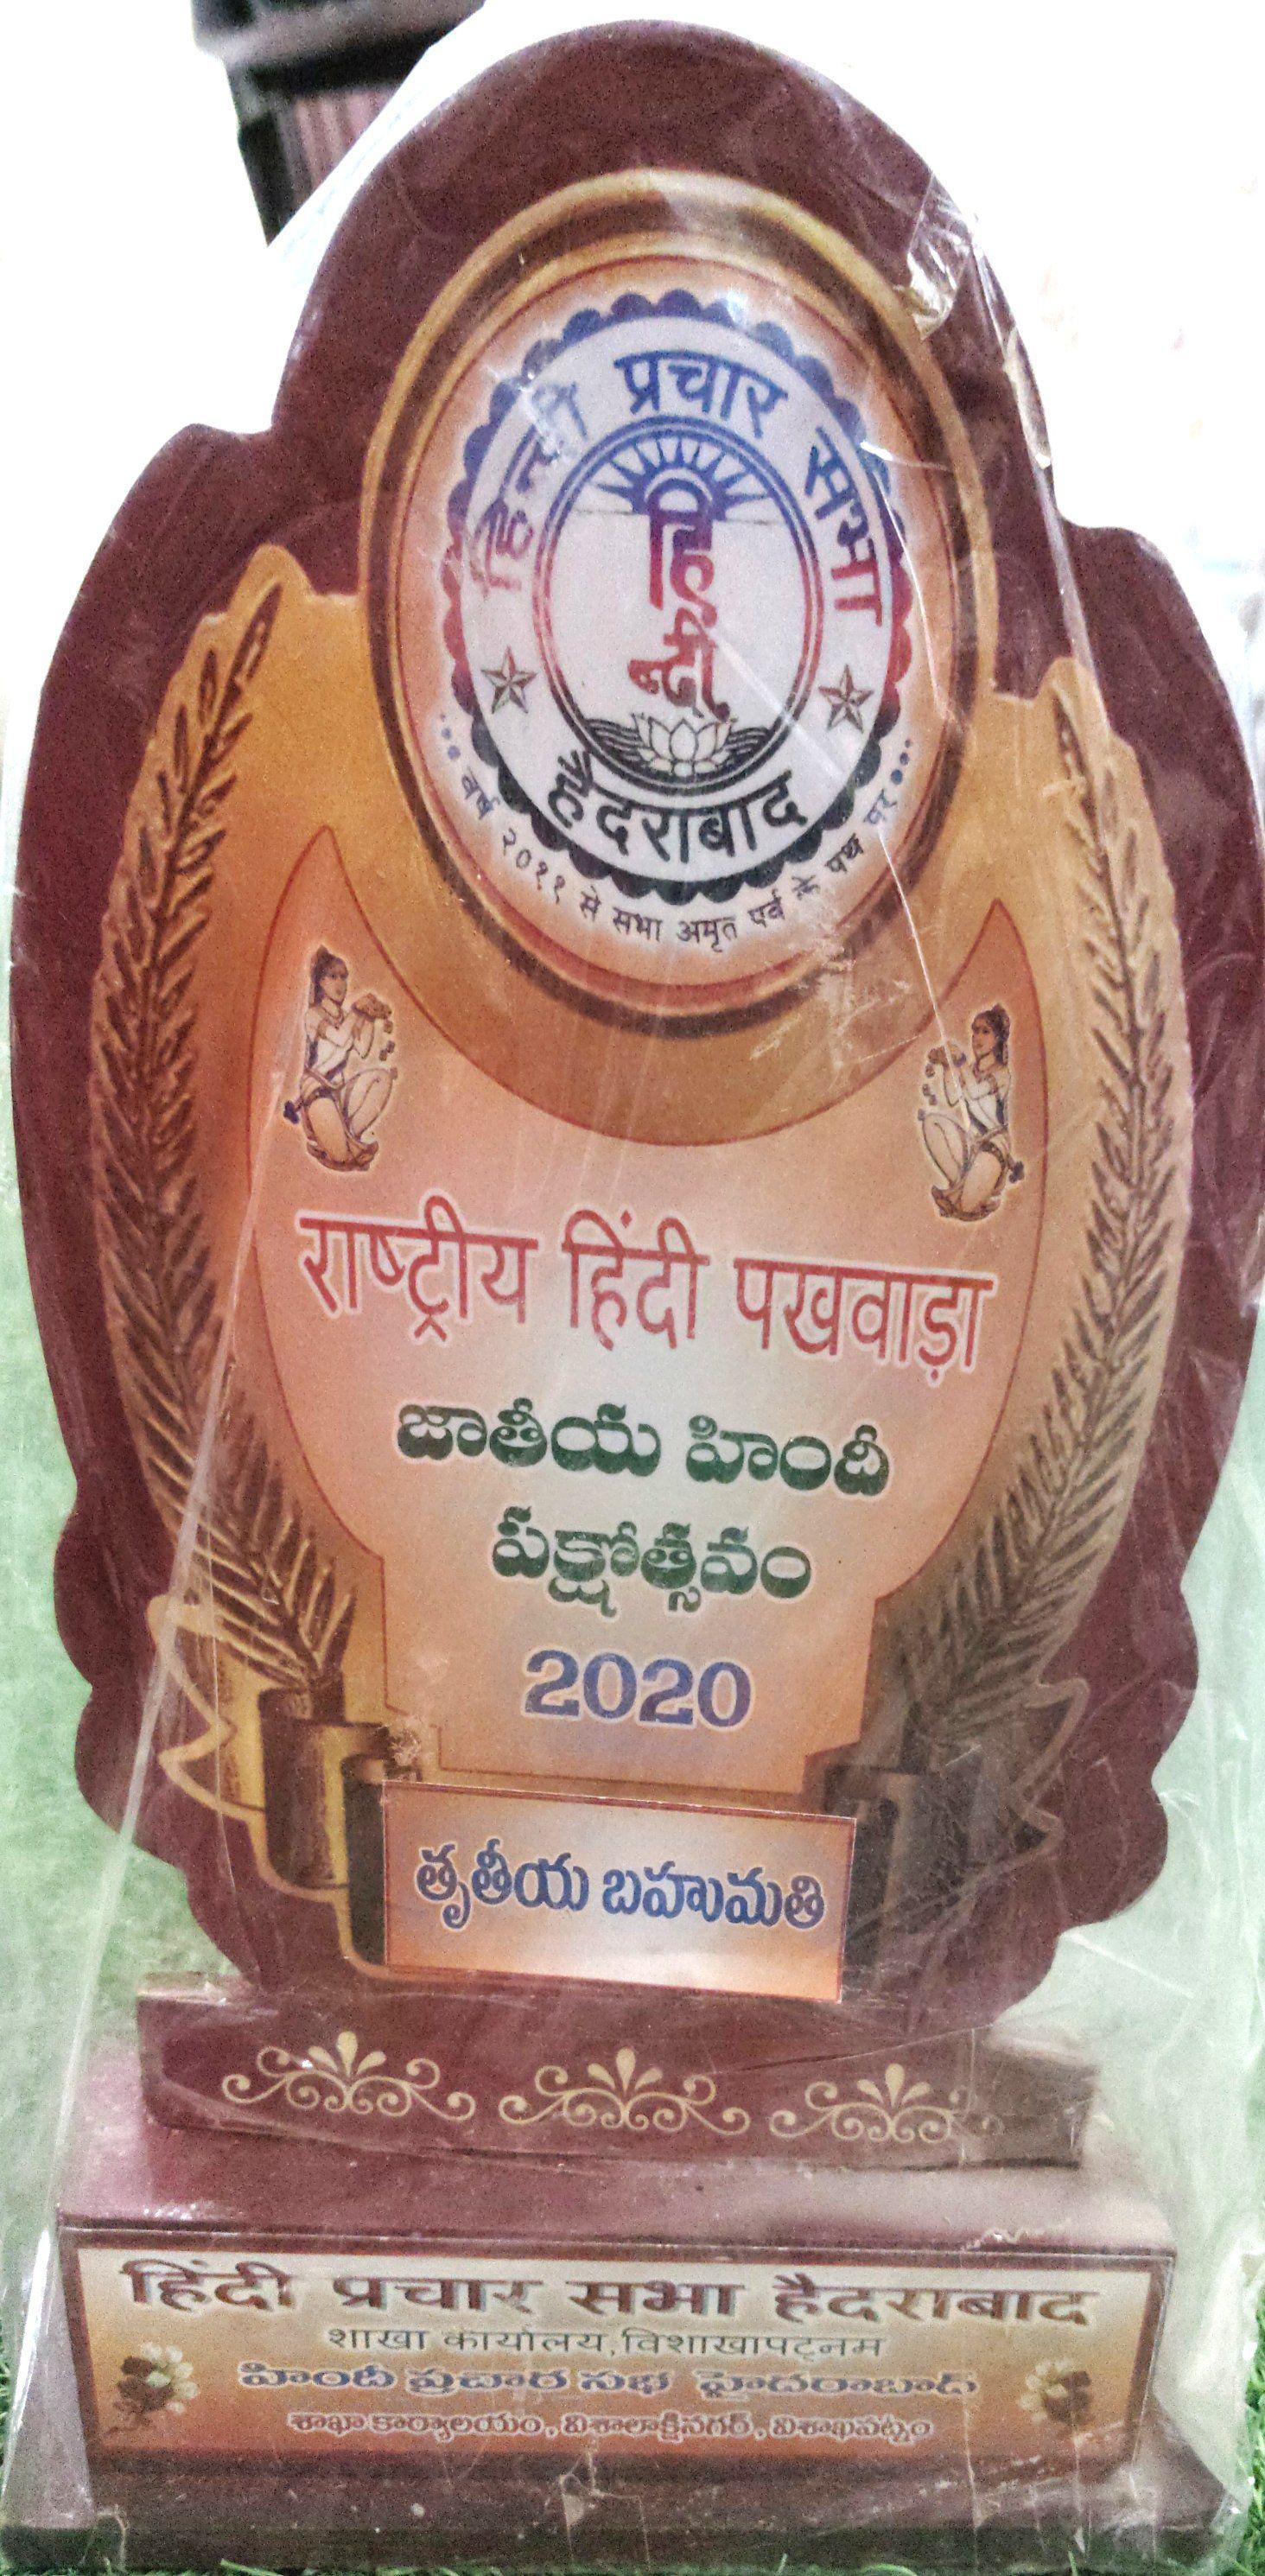 हिन्दी प्रचार सभा
हिन्दी
हैदराबाद
वर्ष २०११ से सभा अमृत पर्व के पथ पर
राष्ट्रीय हिंदी पखवाड़ा
జాతీయ హిందీ
పక్షోత్సవం
2020
తృతీయ బహుమతి
हिंदी प्रचार सभा हैदराबाद
शाखा कार्यालय, विशाखापट्नम
హిందీ ప్రచార సభ హైదరాబాద్
శాఖా కార్యాలయం, విశాలాక్షినగర్, విశాఖపట్నం